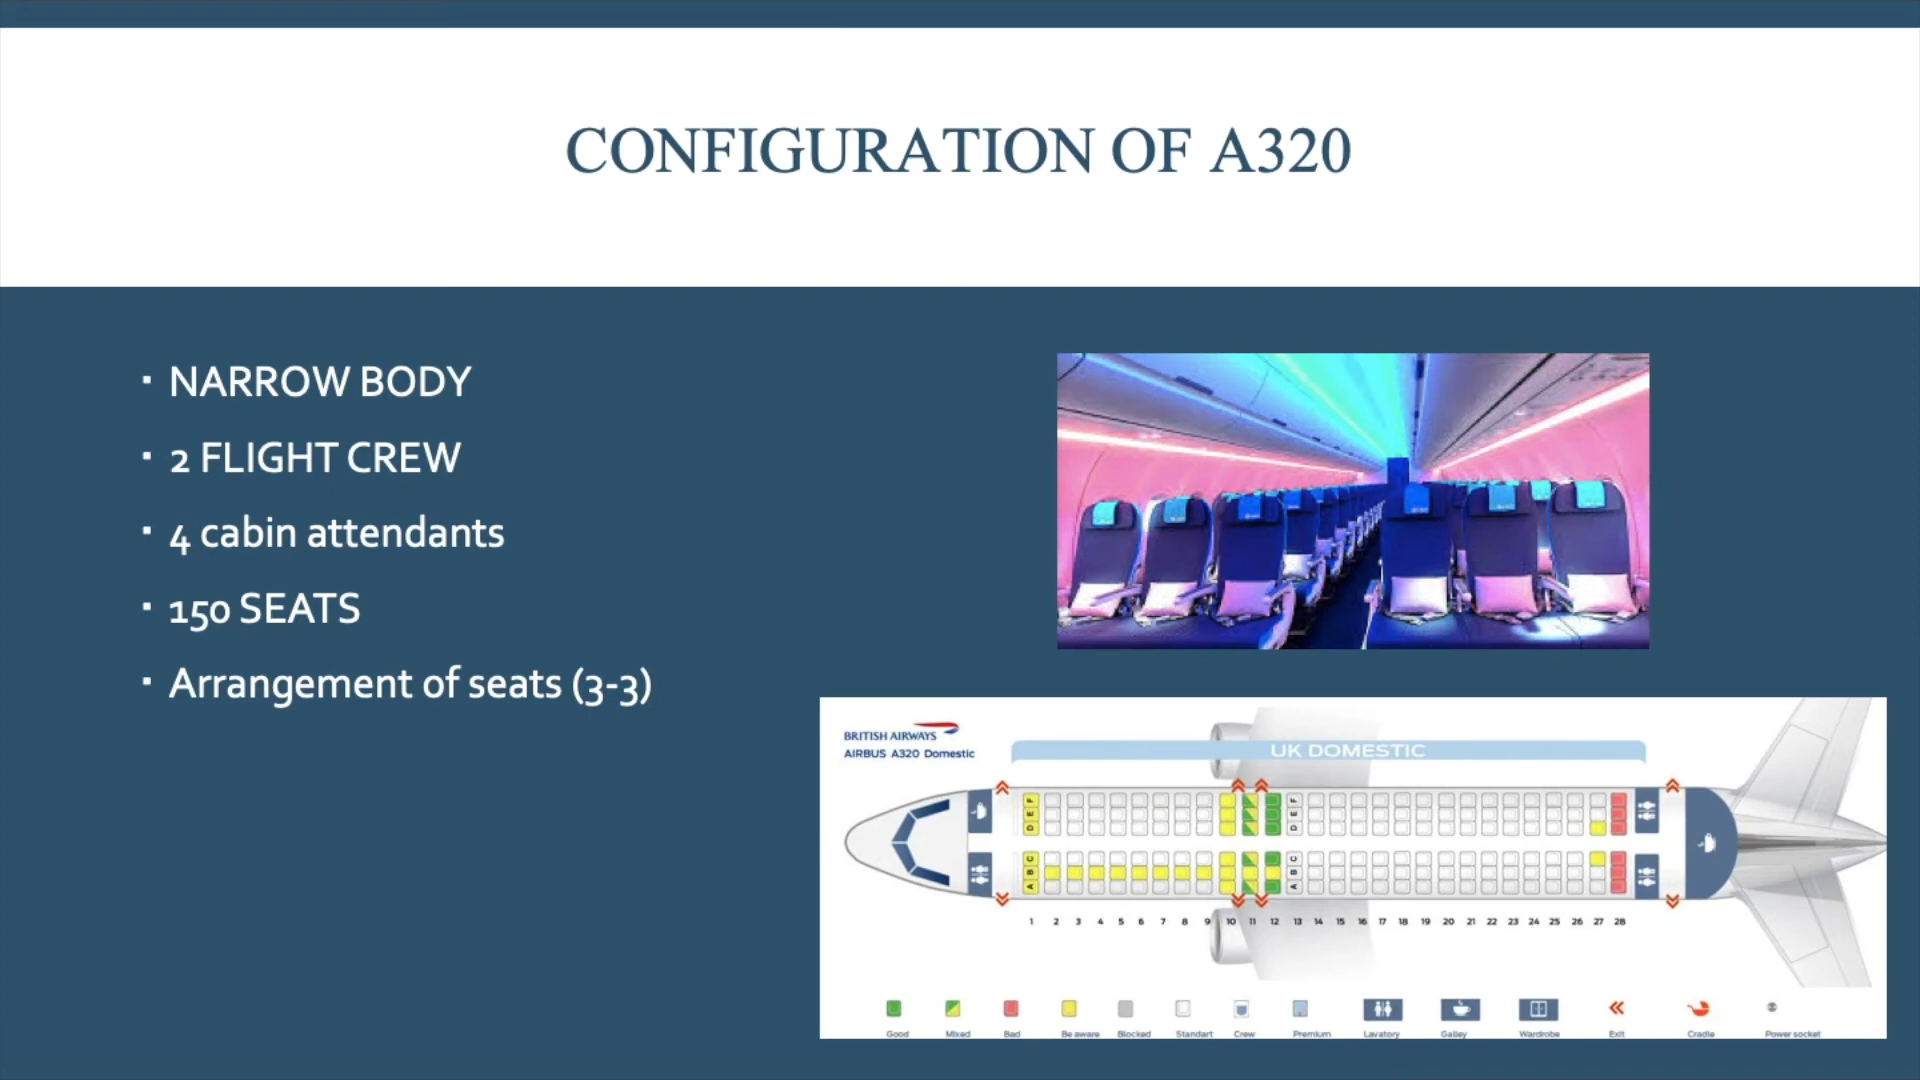 CONFIGURATION OF A320
▪ NARROW BODY
▪ 2 FLIGHT CREW
▪ 4 cabin attendants
▪ 150 SEATS
▪ Arrangement of seats (3-3)
BRITISH AIRWAYS
AIRBUS A320 Domestic
UK DOMESTIC
F F
E E
D D
C C
B B
A A
1 2 3 4 5 6 7 8 9 10 11 12 13 14 15 16 17 18 19 20 21 22 23 24 25 26 27 28
Good Mixed Bad Be aware Blocked Standart Crew Premium Lavatory Galley Wardrobe Exit Cradle Power socket